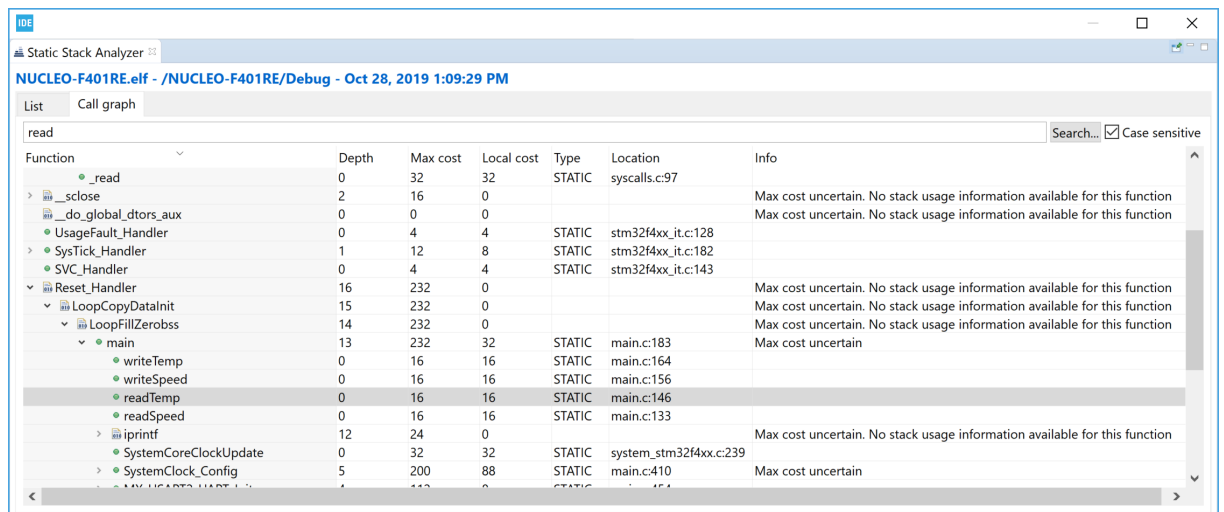 IDE
Static Stack Analyzer
NUCLEO-F401RE.elf - /NUCLEO-F401RE/Debug - Oct 28, 2019 1:09:29 PM
List Call graph
read Search... Case sensitive
Function Depth Max cost Local cost Type Location Info
_read 0 32 32 STATIC syscalls.c:97
__sclose 2 16 0 Max cost uncertain. No stack usage information available for this function
__do_global_dtors_aux 0 0 0 Max cost uncertain. No stack usage information available for this function
UsageFault_Handler 0 4 4 STATIC stm32f4xx_it.c:128
SysTick_Handler 1 12 8 STATIC stm32f4xx_it.c:182
SVC_Handler 0 4 4 STATIC stm32f4xx_it.c:143
Reset_Handler 16 232 0 Max cost uncertain. No stack usage information available for this function
LoopCopyDataInit 15 232 0 Max cost uncertain. No stack usage information available for this function
LoopFillZerobss 14 232 0 Max cost uncertain. No stack usage information available for this function
main 13 232 32 STATIC main.c:183 Max cost uncertain
writeTemp 0 16 16 STATIC main.c:164
writeSpeed 0 16 16 STATIC main.c:156
readTemp 0 16 16 STATIC main.c:146
readSpeed 0 16 16 STATIC main.c:133
iprintf 12 24 0 Max cost uncertain. No stack usage information available for this function
SystemCoreClockUpdate 0 32 32 STATIC system_stm32f4xx.c:239
SystemClock_Config 5 200 88 STATIC main.c:410 Max cost uncertain